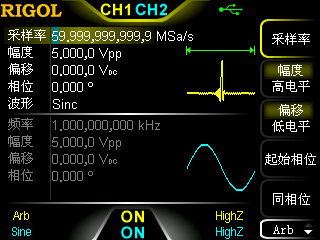 RIGOL CH1 CH2
采样率 59,999,999,999,9 MSa/s
幅度 5.000,0 Vpp
偏移 0.000,0 VDC
相位 0.000 °
波形 Sinc
频率 1.000,000,000 kHz
幅度 5.000,0 Vpp
偏移 0.000,0 VDC
相位 0.000 °
采样率
幅度
高电平
偏移
低电平
起始相位
同相位
Arb
Arb ON HighZ
Sine ON HighZ